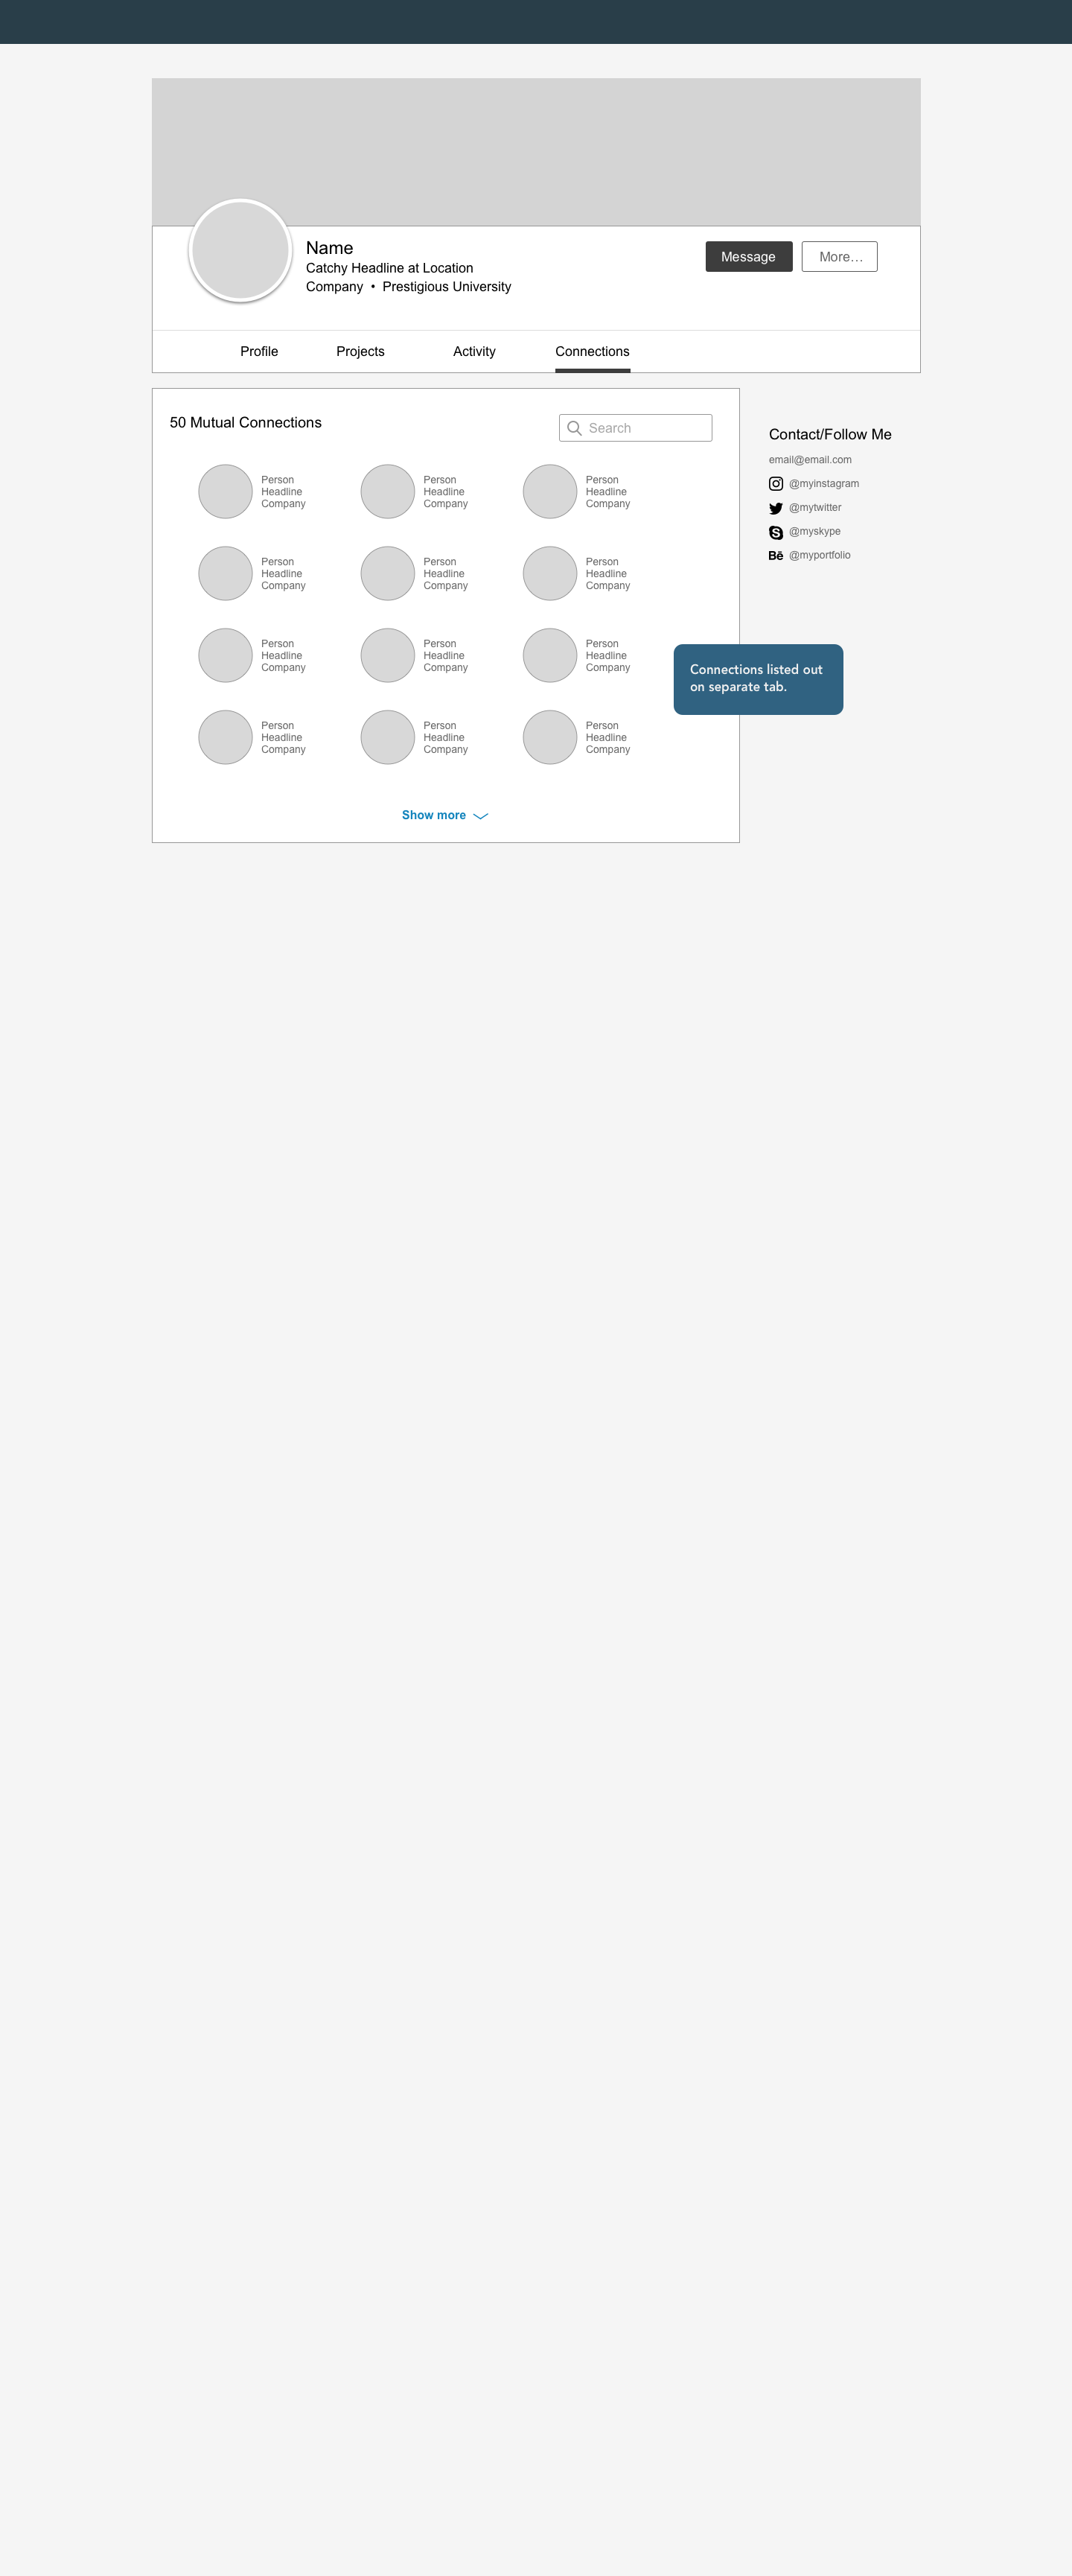 Name
Catchy Headline at Location
Company • Prestigious University
Message
More...
Profile
Projects
Activity
Connections
50 Mutual Connections
Search
Person
Headline
Company
Person
Headline
Company
Person
Headline
Company
Person
Headline
Company
Person
Headline
Company
Person
Headline
Company
Person
Headline
Company
Person
Headline
Company
Person
Headline
Company
Person
Headline
Company
Person
Headline
Company
Person
Headline
Company
Show more
Contact/Follow Me
email@email.com
@myinstagram
@mytwitter
@myskype
Bē @myportfolio
Connections listed out
on separate tab.